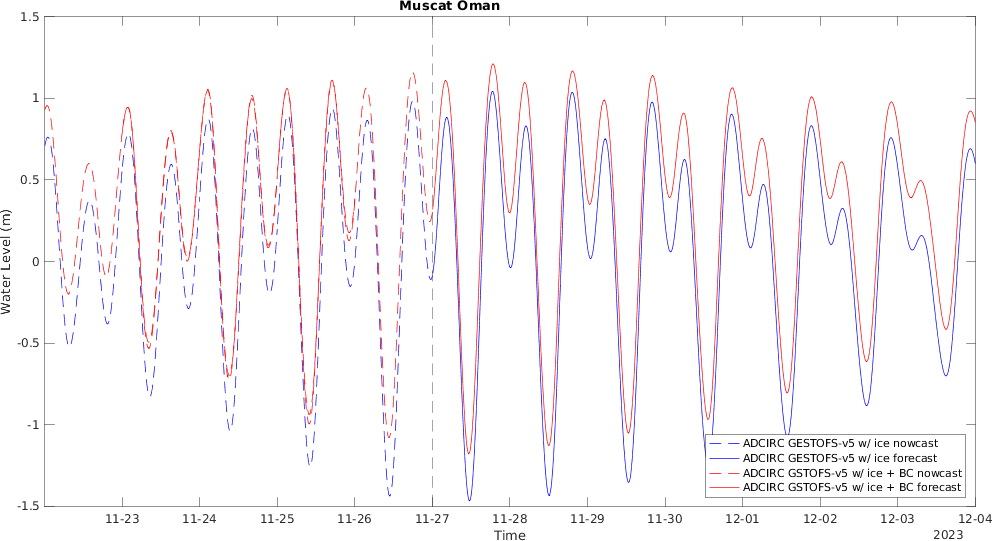 Muscat Oman
1.5
1
0.5
0
-0.5
-1
-1.5
Water Level (m)
11-23
11-24
11-25
11-26
11-27
11-28
11-29
11-30
12-01
12-02
12-03
12-04
Time
2023
ADCIRC GESTOFS-v5 w/ ice nowcast
ADCIRC GESTOFS-v5 w/ ice forecast
ADCIRC GSTOFS-v5 w/ ice + BC nowcast
ADCIRC GSTOFS-v5 w/ ice + BC forecast